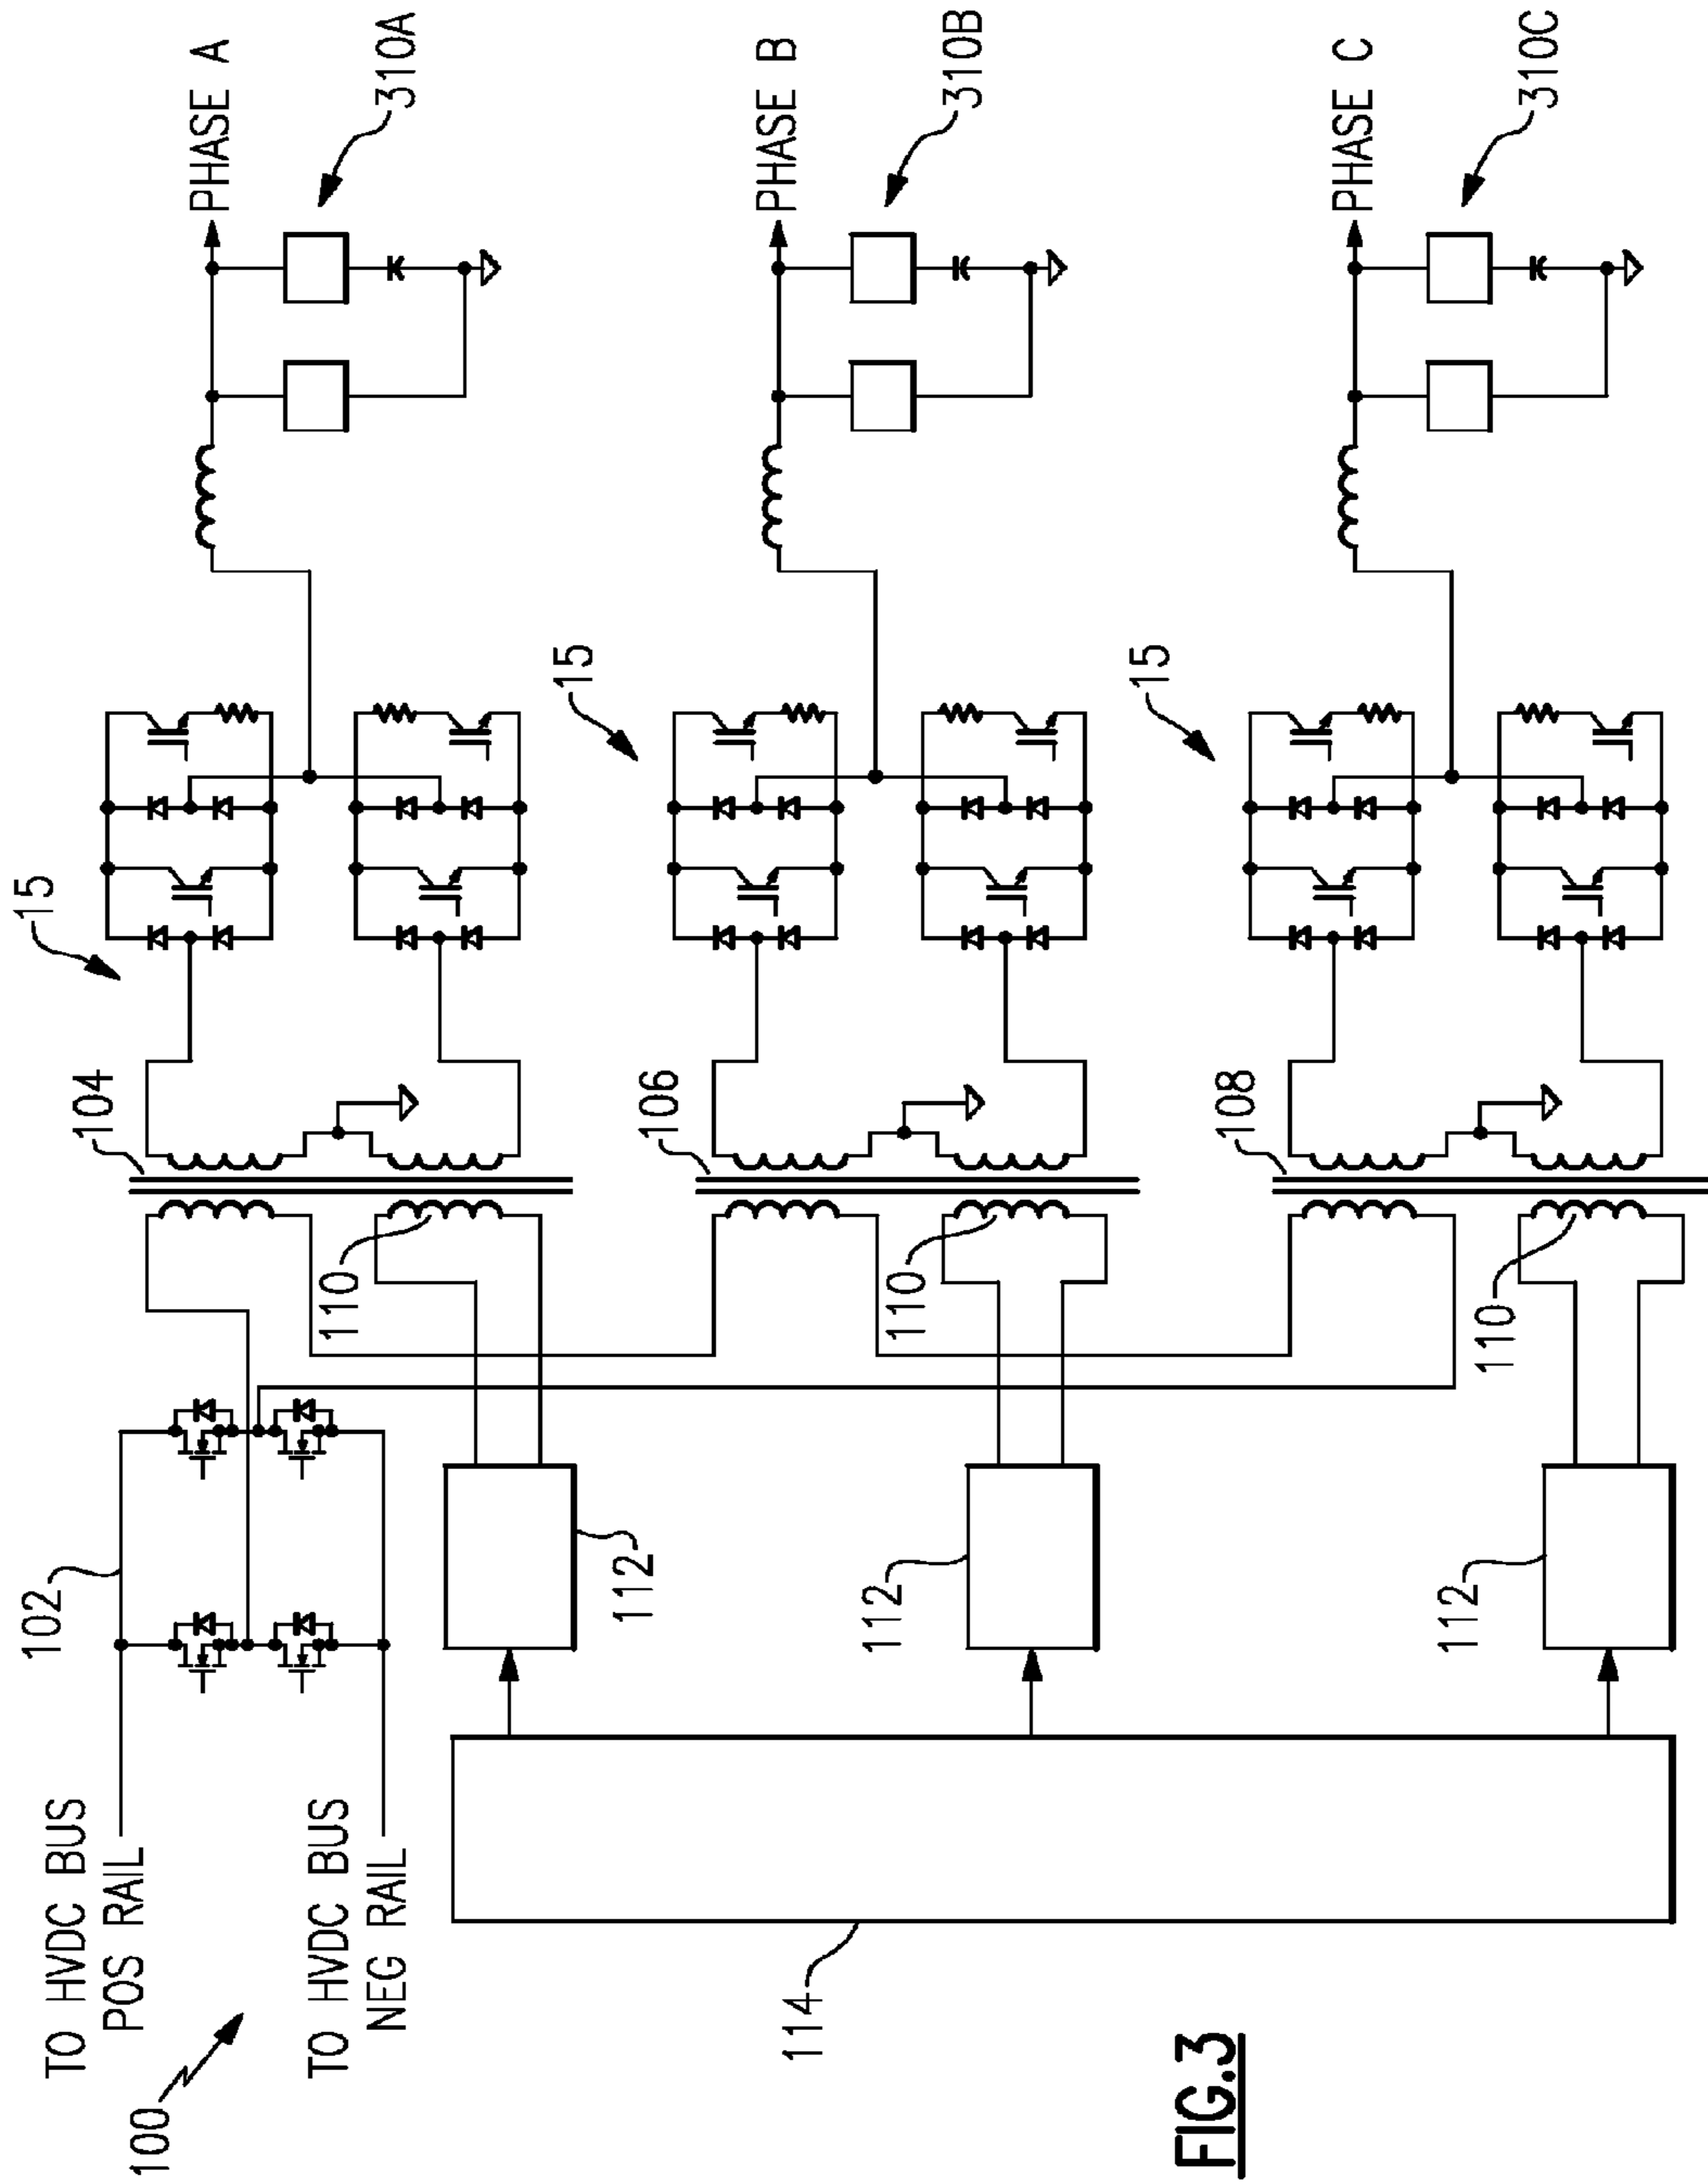 100
TO HVDC BUS
POS RAIL
TO HVDC BUS
NEG RAIL
102
104
15
PHASE A
310A
110
112
106
15
PHASE B
310B
110
112
108
15
PHASE C
310C
110
112
114
FIG.3